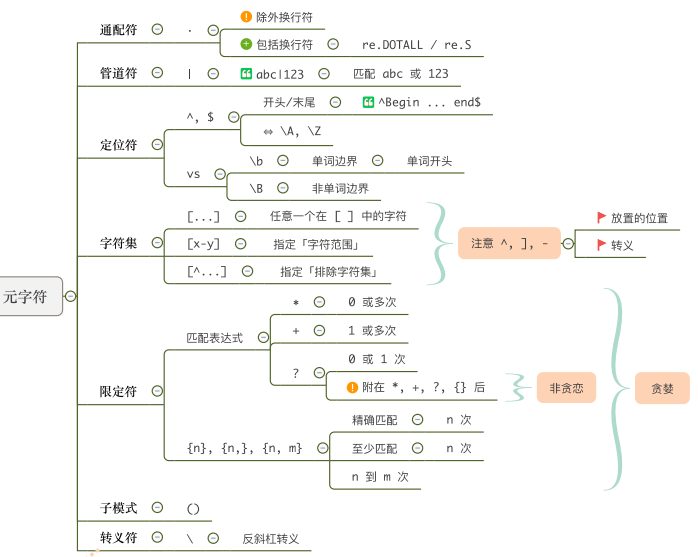 元字符
通配符
.
除外换行符
包括换行符
re.DOTALL / re.S
管道符
|
abc|123
匹配 abc 或 123
定位符
^, $
开头/末尾
^Begin ... end$
⇔ \A, \Z
vs
\b
单词边界
单词开头
\B
非单词边界
字符集
[...]
任意一个在 [ ] 中的字符
[x-y]
指定「字符范围」
[^...]
指定「排除字符集」
注意 ^, ], -
放置的位置
转义
限定符
匹配表达式
*
0 或多次
+
1 或多次
?
0 或 1 次
附在 *, +, ?, {} 后
非贪恋
{n}, {n,}, {n, m}
精确匹配
n 次
至少匹配
n 次
n 到 m 次
贪婪
子模式
()
转义符
\
反斜杠转义